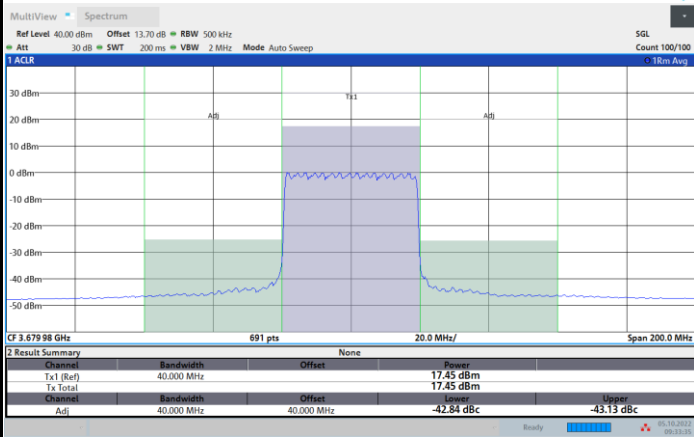 MultiView Spectrum
Ref Level 40.00 dBm Offset 13.70 dB RBW 500 kHz SGL
Att 30 dB SWT 200 ms VBW 2 MHz Mode Auto Sweep Count 100/100
1 ACLR 1Rm Avg
30 dBm
Tx1
20 dBm Adj Adj
10 dBm
0 dBm
-10 dBm
-20 dBm
-30 dBm
-40 dBm
-50 dBm
CF 3.679 98 GHz 691 pts 20.0 MHz/ Span 200.0 MHz
2 Result Summary None
Channel Bandwidth Offset Power
Tx1 (Ref) 40.000 MHz 17.45 dBm
Tx Total 17.45 dBm
Channel Bandwidth Offset Lower Upper
Adj 40.000 MHz 40.000 MHz -42.84 dBc -43.13 dBc
Ready 05.10.2022
09:33:35